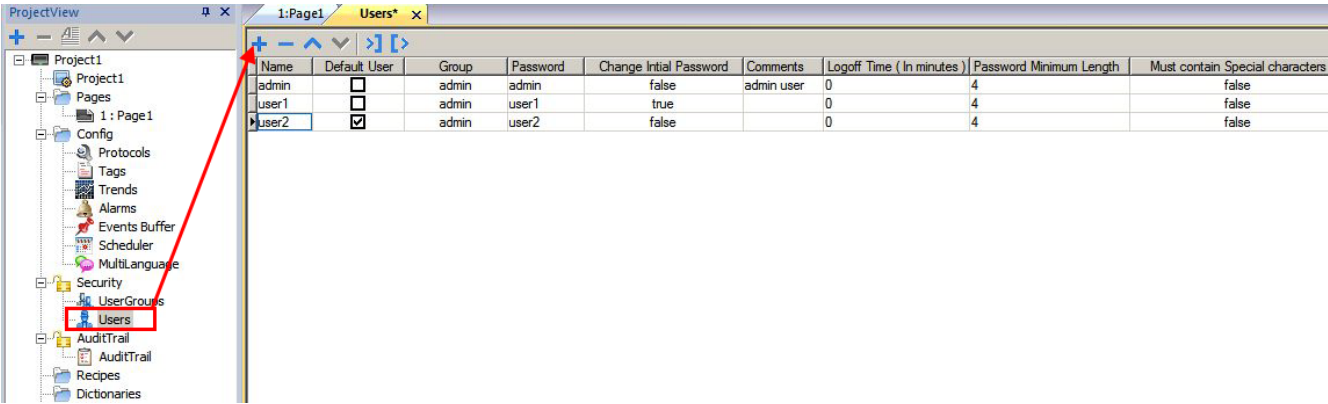 ProjectView
Project1
Project1
Pages
1 : Page1
Config
Protocols
Tags
Trends
Alarms
Events Buffer
Scheduler
MultiLanguage
Security
UserGroups
Users
AuditTrail
AuditTrail
Recipes
Dictionaries
1:Page1 Users*
Name Default User Group Password Change Intial Password Comments Logoff Time ( In minutes ) Password Minimum Length Must contain Special characters
admin admin admin false admin user 0 4 false
user1 admin user1 true 0 4 false
user2 admin user2 false 0 4 false